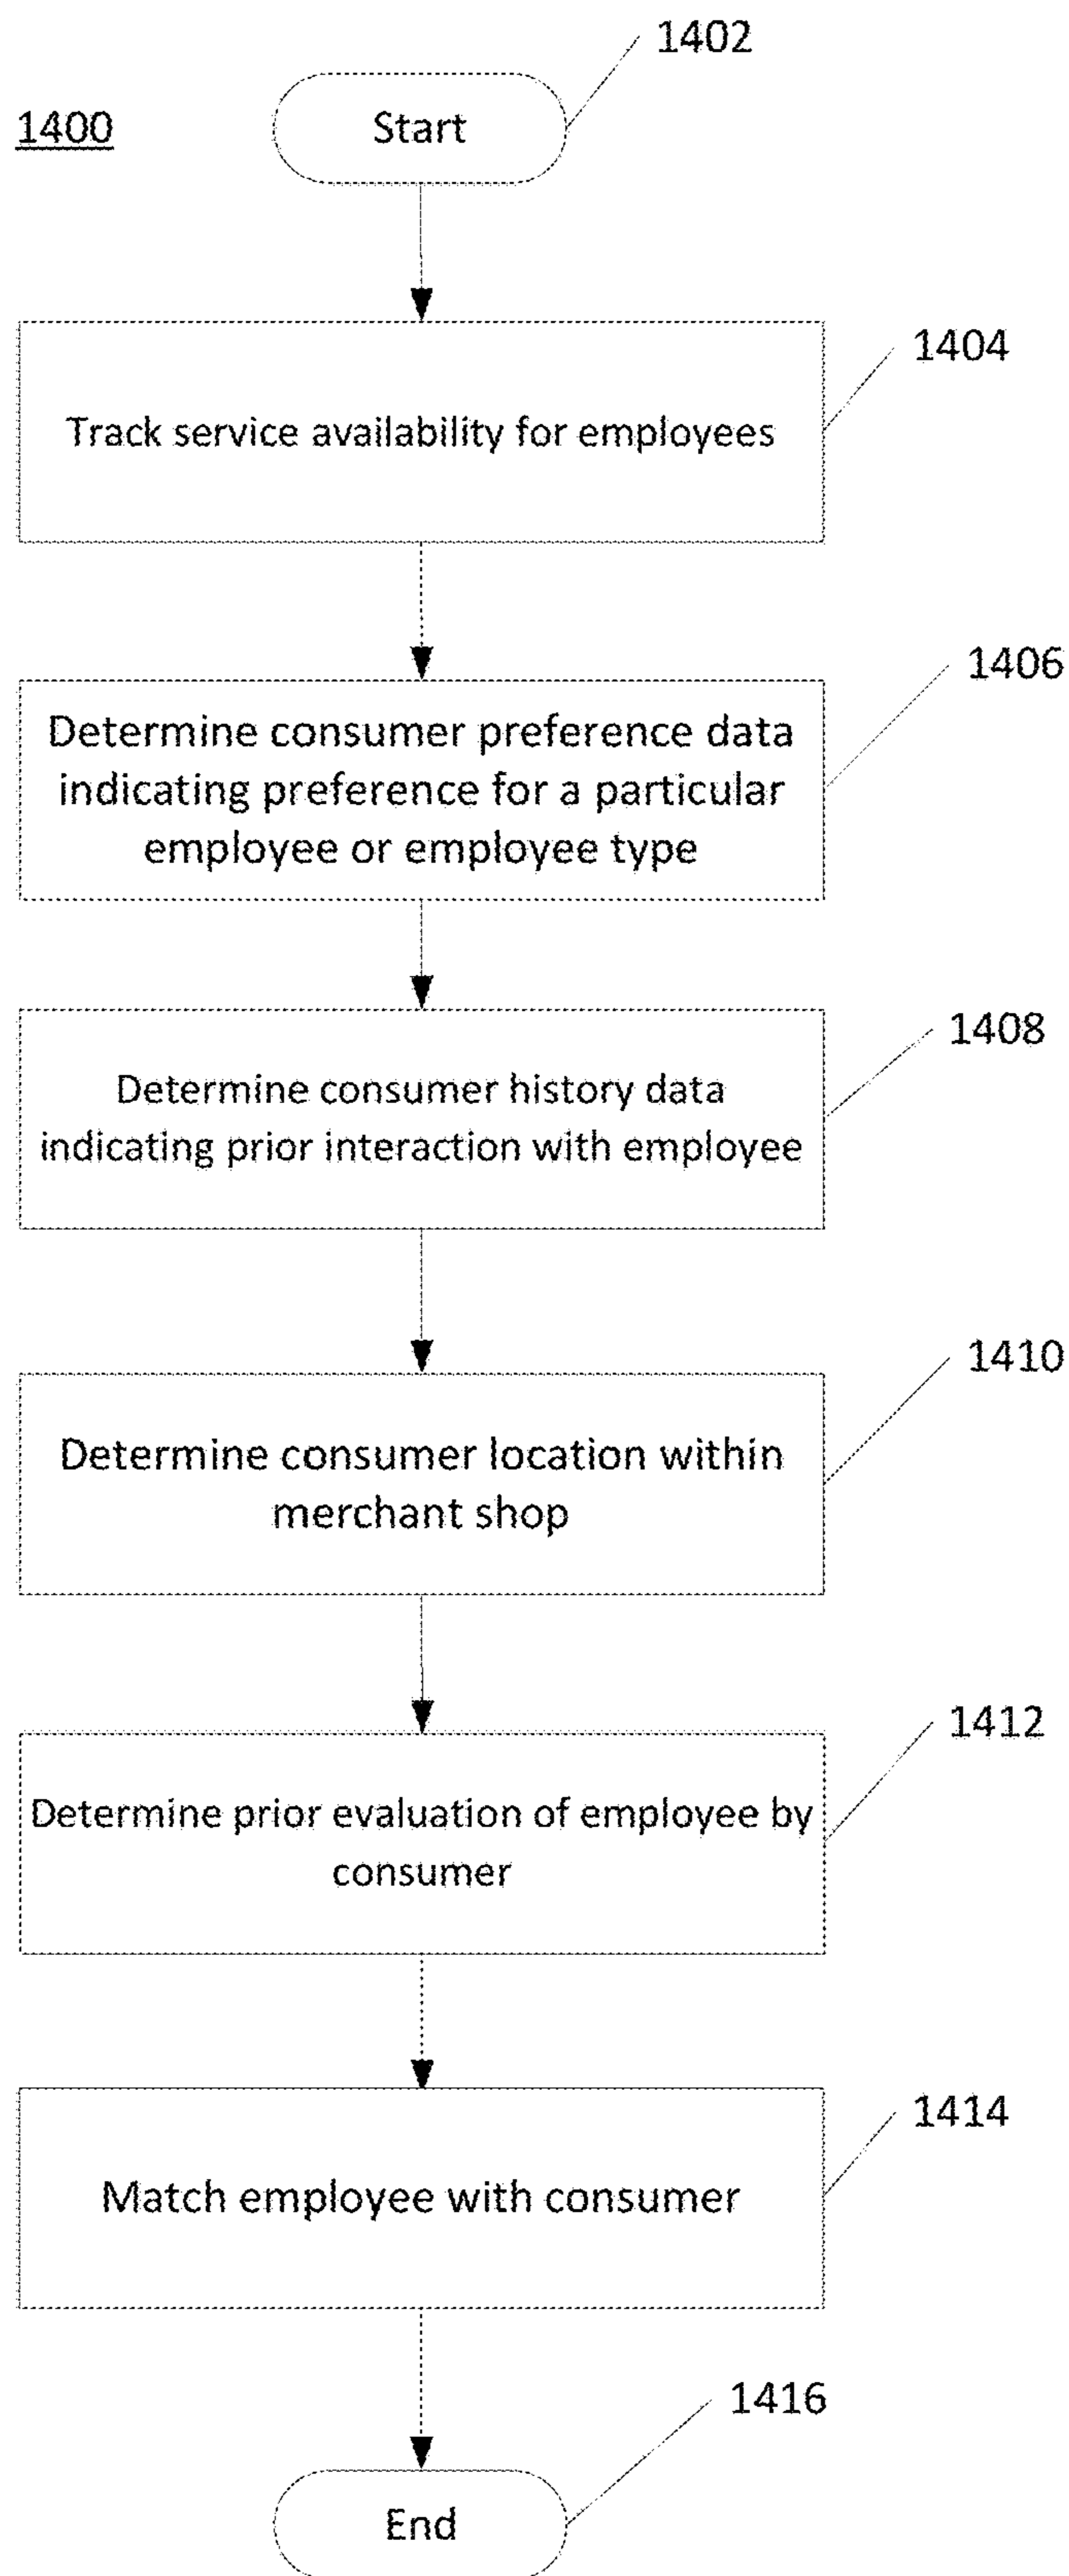 1402
1400
Start
1404
Track service availability for employees
1406
Determine consumer preference data
indicating preference for a particular
employee or employee type
1408
Determine consumer history data
indicating prior interaction with employee
1410
Determine consumer location within
merchant shop
1412
Determine prior evaluation of employee by
consumer
1414
Match employee with consumer
1416
End